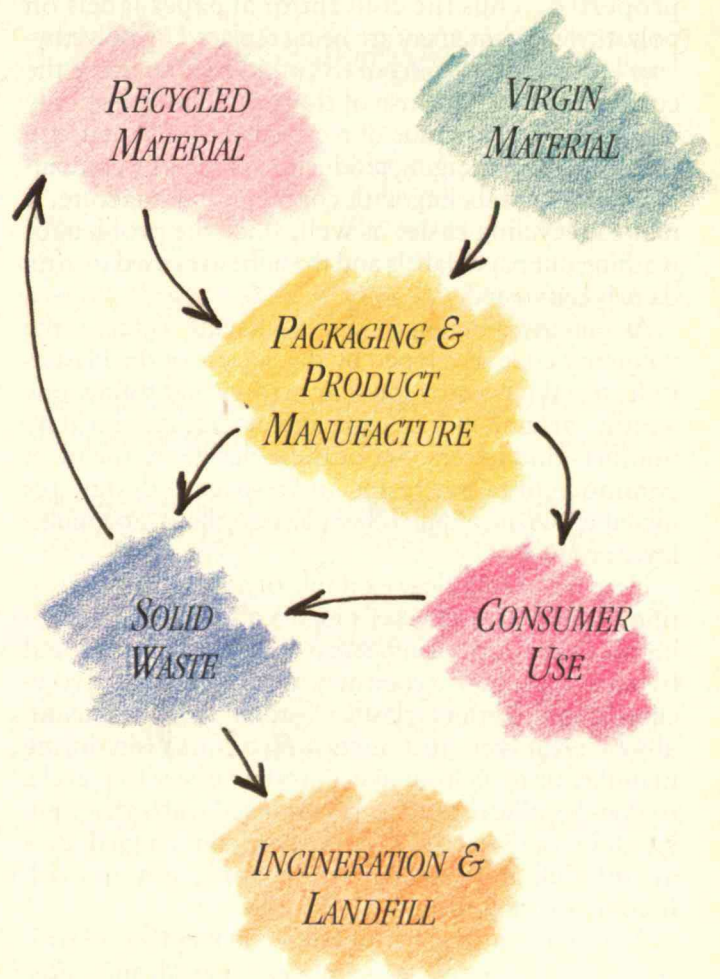 RECYCLED
MATERIAL
VIRGIN
MATERIAL
PACKAGING &
PRODUCT
MANUFACTURE
SOLID
WASTE
CONSUMER
USE
INCINERATION &
LANDFILL